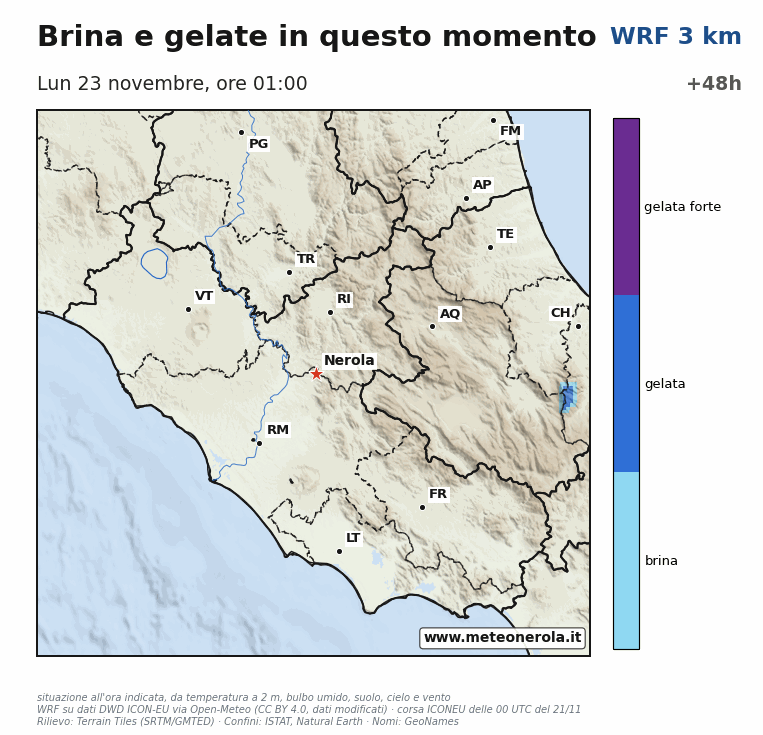 Brina e gelate in questo momento WRF 3 km
Lun 23 novembre, ore 01:00 +48h
FM
PG
AP
TE
TR
VT
RI
AQ
CH
Nerola
RM
FR
LT
gelata forte
gelata
brina
www.meteonerola.it
situazione all'ora indicata, da temperatura a 2 m, bulbo umido, suolo, cielo e vento
WRF su dati DWD ICON-EU via Open-Meteo (CC BY 4.0, dati modificati) · corsa ICONEU delle 00 UTC del 21/11
Rilievo: Terrain Tiles (SRTM/GMTED) · Confini: ISTAT, Natural Earth · Nomi: GeoNames